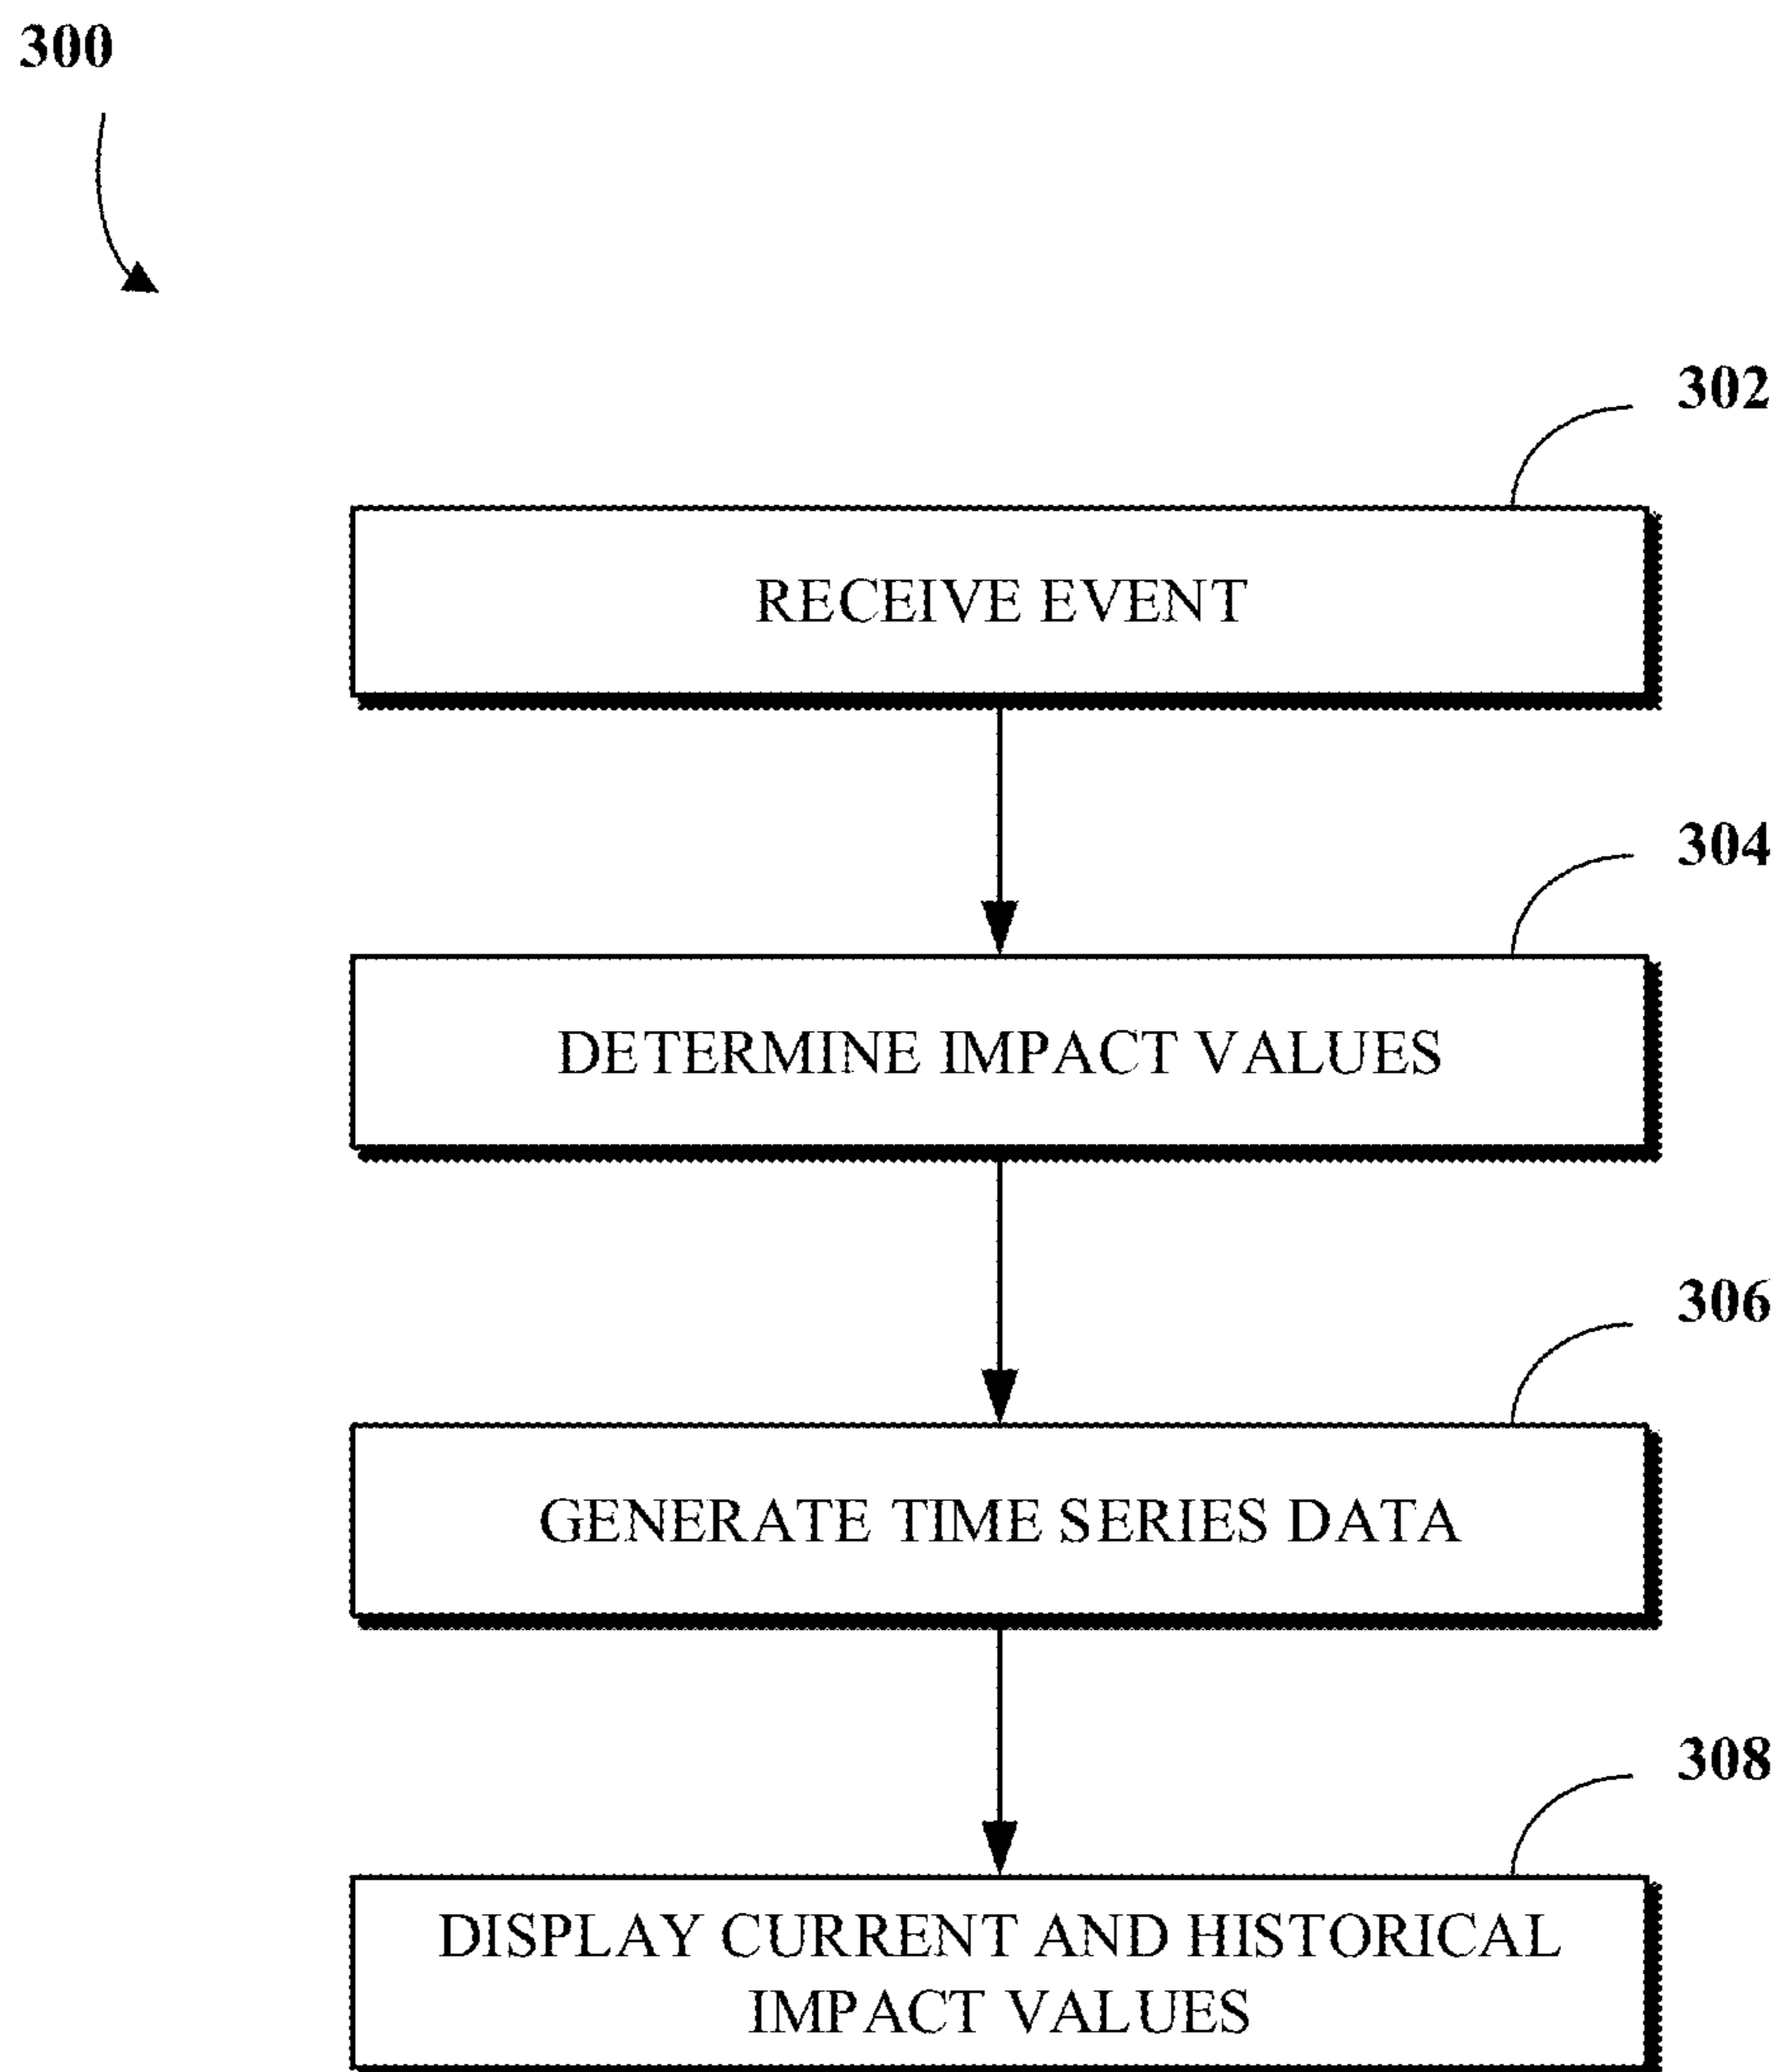 300
302
RECEIVE EVENT
304
DETERMINE IMPACT VALUES
306
GENERATE TIME SERIES DATA
308
DISPLAY CURRENT AND HISTORICAL
IMPACT VALUES